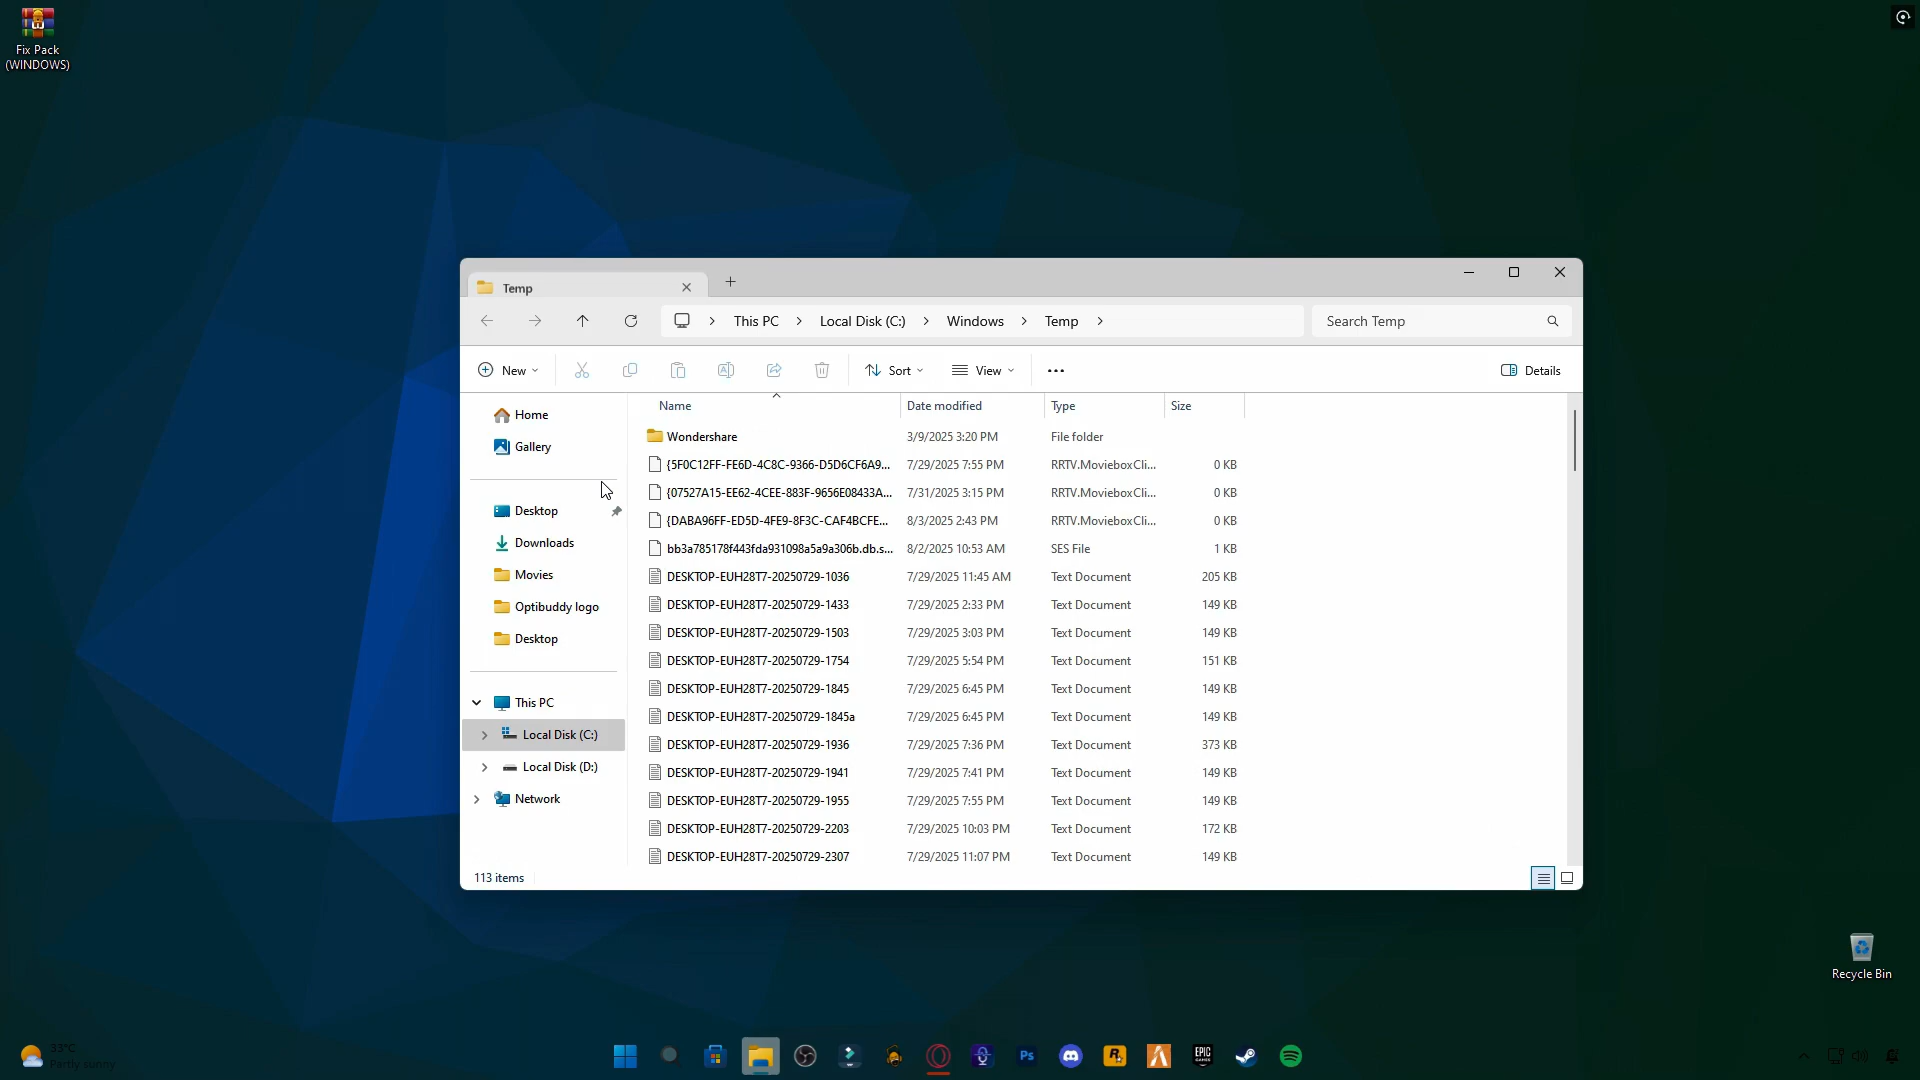 Fix Pack
(WINDOWS)
Temp
This PC
Local Disk (C:)
Windows
Temp
Search Temp
New
Sort
View
Details
Name
Date modified
Type
Size
Home
Gallery
Desktop
Downloads
Movies
Optibuddy logo
Desktop
This PC
Local Disk (C:)
Local Disk (D:)
Network
Wondershare 3/9/2025 3:20 PM File folder
{5F0C12FF-FE6D-4C8C-9366-D5D6CF6A9... 7/29/2025 7:55 PM RRTV.MovieboxCli... 0 KB
{07527A15-EE62-4CEE-883F-9656E08433A... 7/31/2025 3:15 PM RRTV.MovieboxCli... 0 KB
{DABA96FF-ED5D-4FE9-8F3C-CAF4BCFE... 8/3/2025 2:43 PM RRTV.MovieboxCli... 0 KB
bb3a785178f443fda931098a5a9a306b.db.s... 8/2/2025 10:53 AM SES File 1 KB
DESKTOP-EUH28T7-20250729-1036 7/29/2025 11:45 AM Text Document 205 KB
DESKTOP-EUH28T7-20250729-1433 7/29/2025 2:33 PM Text Document 149 KB
DESKTOP-EUH28T7-20250729-1503 7/29/2025 3:03 PM Text Document 149 KB
DESKTOP-EUH28T7-20250729-1754 7/29/2025 5:54 PM Text Document 151 KB
DESKTOP-EUH28T7-20250729-1845 7/29/2025 6:45 PM Text Document 149 KB
DESKTOP-EUH28T7-20250729-1845a 7/29/2025 6:45 PM Text Document 149 KB
DESKTOP-EUH28T7-20250729-1936 7/29/2025 7:36 PM Text Document 373 KB
DESKTOP-EUH28T7-20250729-1941 7/29/2025 7:41 PM Text Document 149 KB
DESKTOP-EUH28T7-20250729-1955 7/29/2025 7:55 PM Text Document 149 KB
DESKTOP-EUH28T7-20250729-2203 7/29/2025 10:03 PM Text Document 172 KB
DESKTOP-EUH28T7-20250729-2307 7/29/2025 11:07 PM Text Document 149 KB
113 items
Recycle Bin
33°C
Partly sunny
Ps
R
EPIC
GAMES